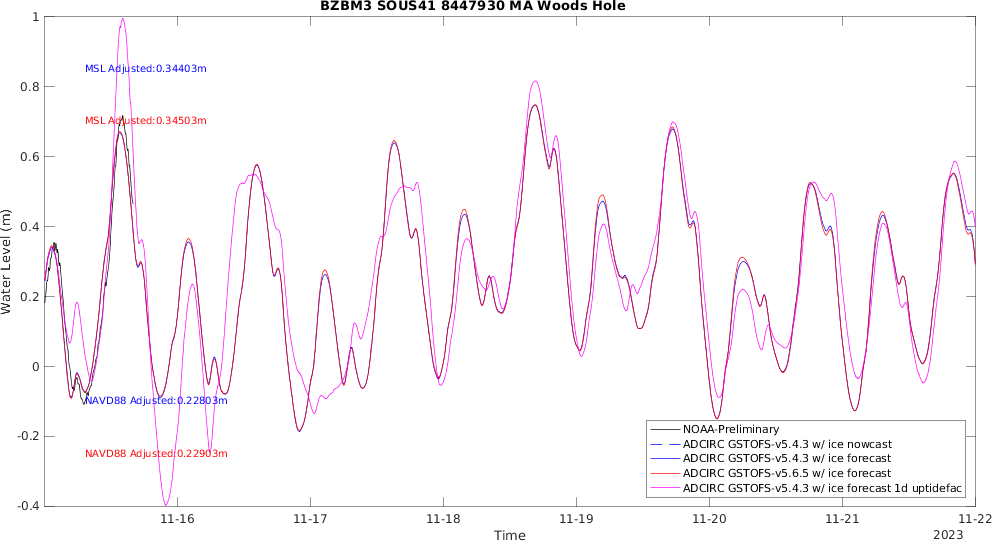 BZBM3 SOUS41 8447930 MA Woods Hole
1
0.8
0.6
0.4
0.2
0
-0.2
-0.4
Water Level (m)
MSL Adjusted:0.34403m
MSL Adjusted:0.34503m
NAVD88 Adjusted:0.22803m
NAVD88 Adjusted:0.22903m
NOAA-Preliminary
ADCIRC GSTOFS-v5.4.3 w/ ice nowcast
ADCIRC GSTOFS-v5.4.3 w/ ice forecast
ADCIRC GSTOFS-v5.6.5 w/ ice forecast
ADCIRC GSTOFS-v5.4.3 w/ ice forecast 1d uptidefac
11-16 11-17 11-18 11-19 11-20 11-21 11-22
Time
2023